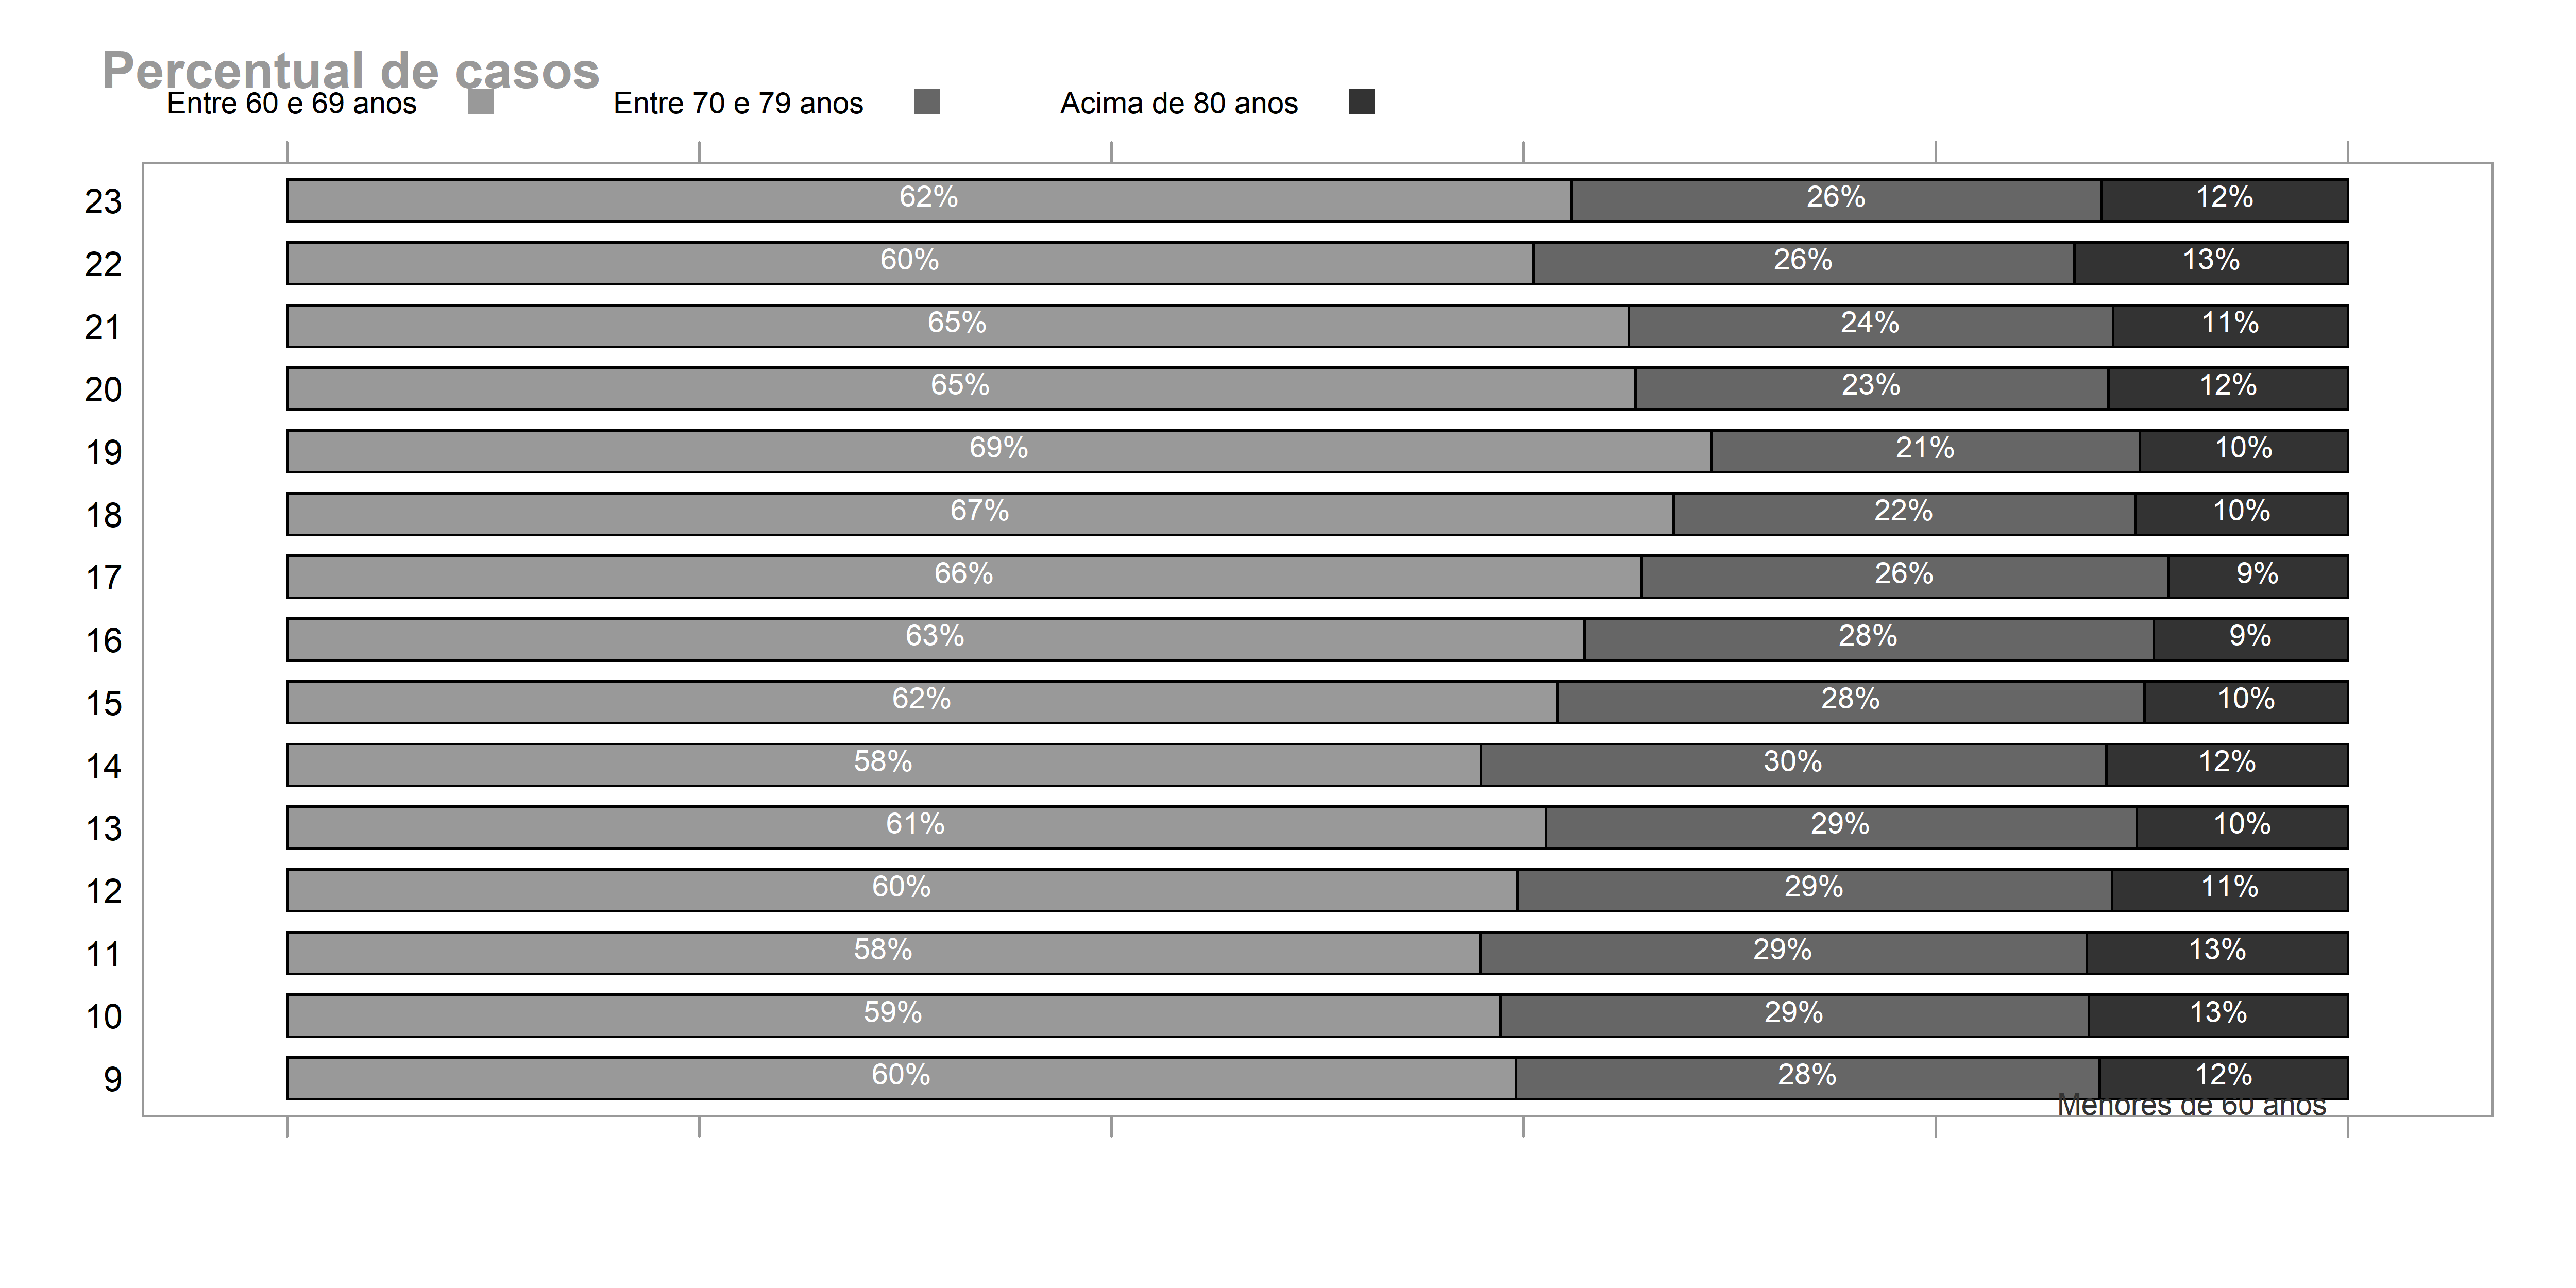 Percentual de casos
Entre 60 e 69 anos Entre 70 e 79 anos Acima de 80 anos
23 62% 26% 12%
22 60% 26% 13%
21 65% 24% 11%
20 65% 23% 12%
19 69% 21% 10%
18 67% 22% 10%
17 66% 26% 9%
16 63% 28% 9%
15 62% 28% 10%
14 58% 30% 12%
13 61% 29% 10%
12 60% 29% 11%
11 58% 29% 13%
10 59% 29% 13%
9 60% 28% 12%
Menores de 60 anos